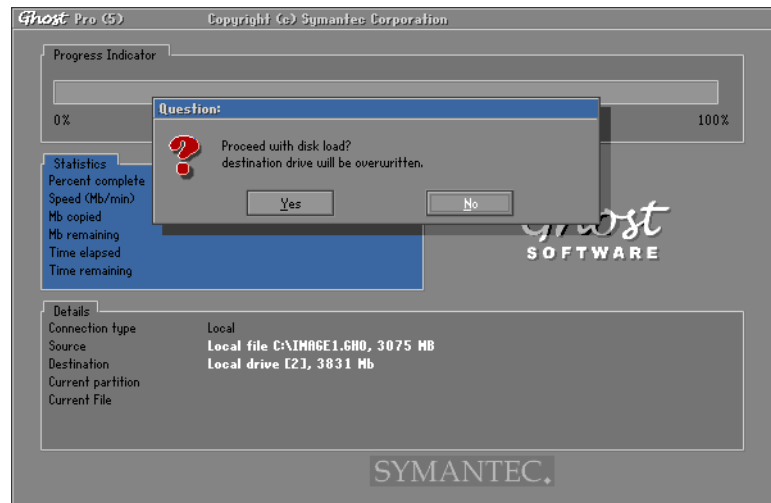 Ghost Pro (5) Copyright (c) Symantec Corporation
Progress Indicator
0% 100%
Question:
Proceed with disk load?
destination drive will be overwritten.
Yes No
Statistics
Percent complete
Speed (Mb/min)
Mb copied
Mb remaining
Time elapsed
Time remaining
Ghost
SOFTWARE
Details
Connection type Local
Source Local file C:\IMAGE1.GHO, 3075 MB
Destination Local drive [2], 3831 Mb
Current partition
Current File
SYMANTEC.